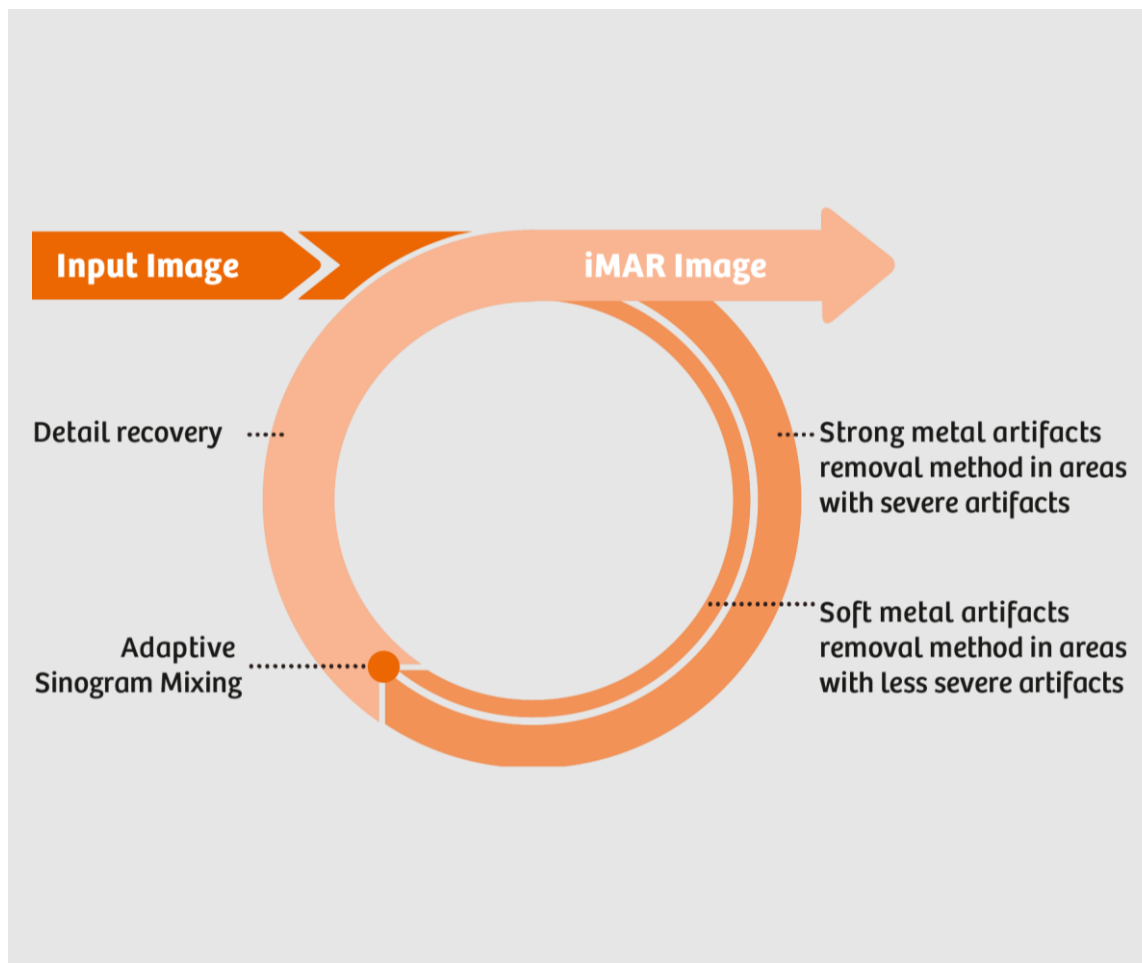 Input Image
iMAR Image
Detail recovery
Strong metal artifacts
removal method in areas
with severe artifacts
Soft metal artifacts
removal method in areas
with less severe artifacts
Adaptive
Sinogram Mixing